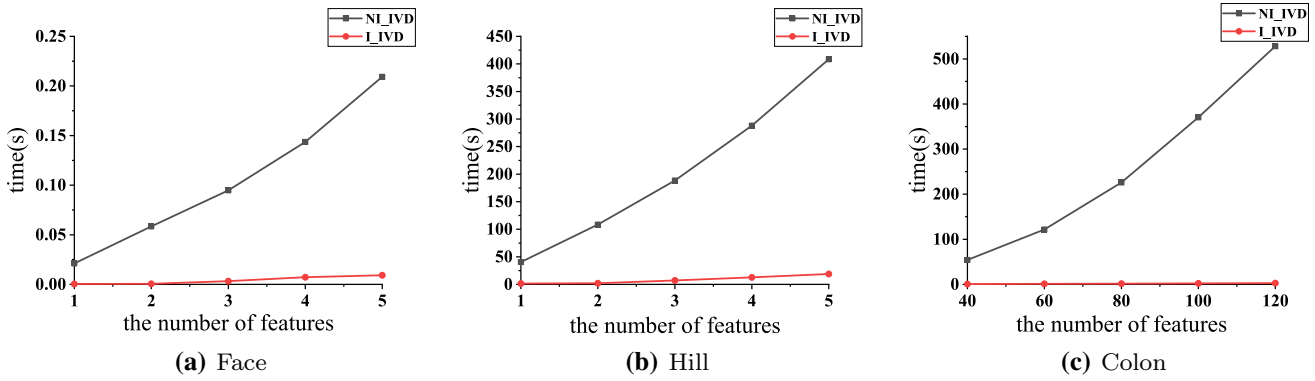 NI_IVD
I_IVD
0.25
0.20
0.15
0.10
0.05
0.00
time(s)
1 2 3 4 5
the number of features
(a) Face
NI_IVD
I_IVD
450
400
350
300
250
200
150
100
50
0
time(s)
1 2 3 4 5
the number of features
(b) Hill
NI_IVD
I_IVD
500
400
300
200
100
0
time(s)
40 60 80 100 120
the number of features
(c) Colon